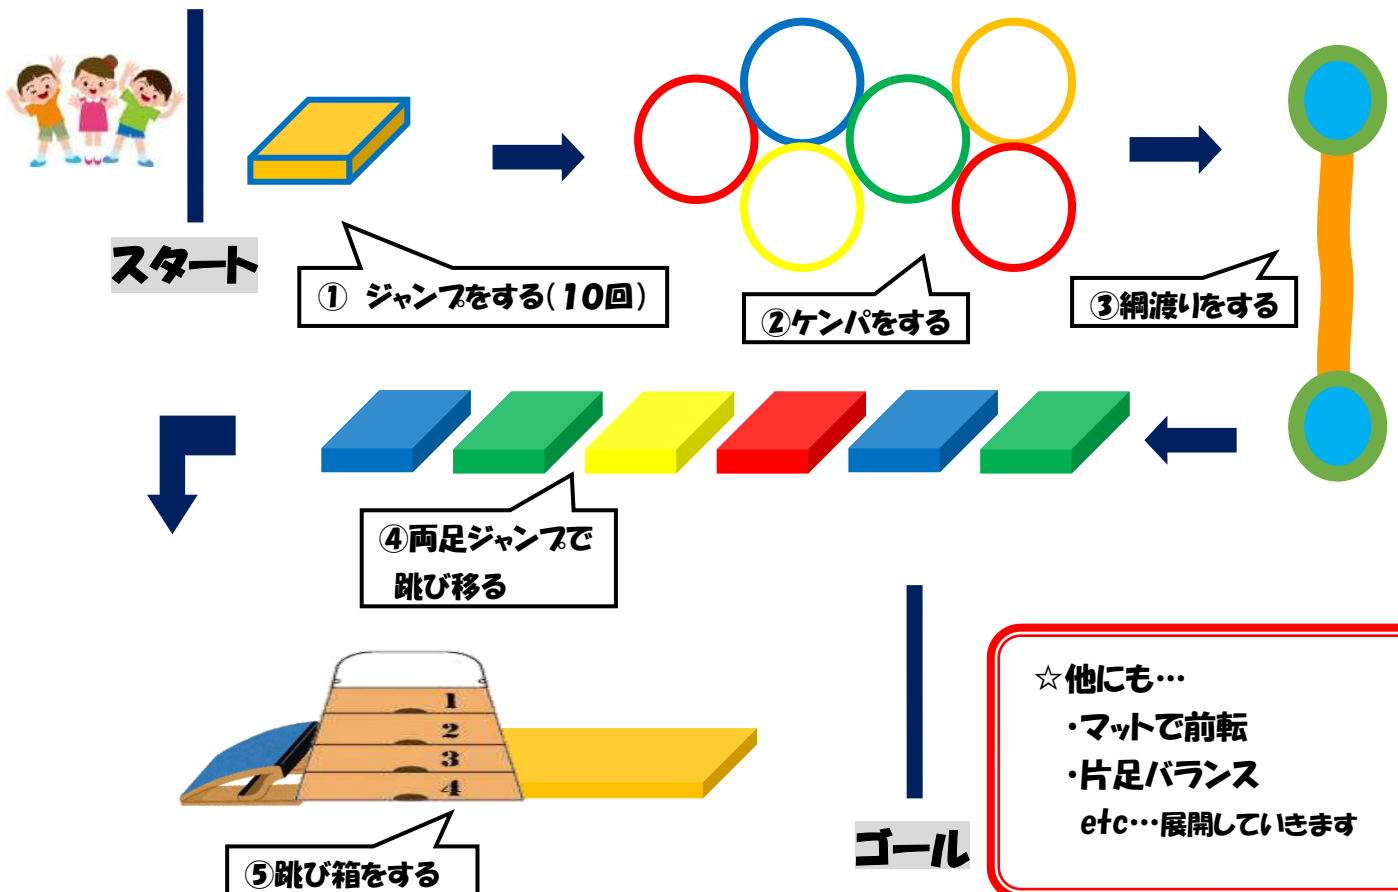 スタート
① ジャンプをする(10回)
②ケンパをする
③綱渡りをする
④両足ジャンプで
跳び移る
1
2
3
4
⑤跳び箱をする
ゴール
☆他にも…
・マットで前転
・片足バランス
etc…展開していきます